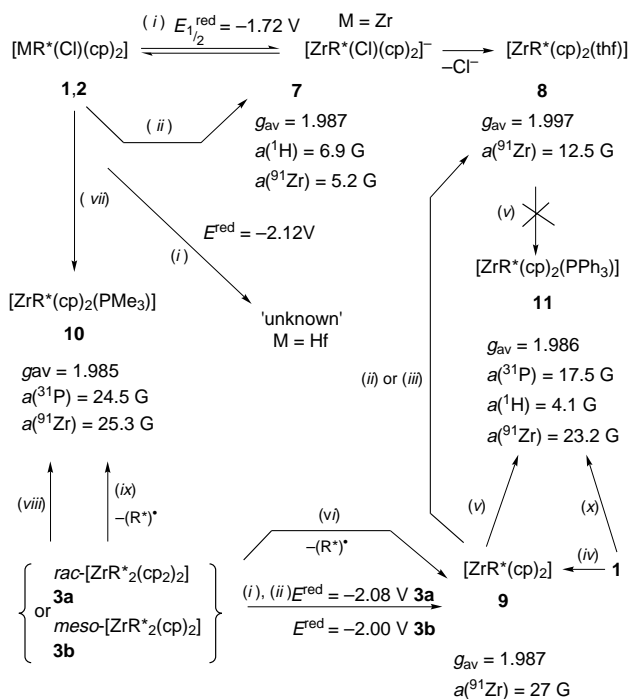 (i) E1/2red = –1.72 V M = Zr
[MR*(Cl)(cp)2] [ZrR*(Cl)(cp)2]– –Cl– [ZrR*(cp)2(thf)]
1,2 7 8
(ii)
gav = 1.987
a(1H) = 6.9 G
a(91Zr) = 5.2 G
gav = 1.997
a(91Zr) = 12.5 G
(vii)
(i) Ered = –2.12V
'unknown'
M = Hf
(v)
[ZrR*(cp)2(PPh3)]
11
gav = 1.986
a(31P) = 17.5 G
a(1H) = 4.1 G
a(91Zr) = 23.2 G
[ZrR*(cp)2(PMe3)]
10
gav = 1.985
a(31P) = 24.5 G
a(91Zr) = 25.3 G
(ii) or (iii)
(viii) (ix)
–(R*)•
(vi)
–(R*)•
(v) (x)
rac-[ZrR*2(cp2)2]
3a
or
meso-[ZrR*2(cp)2]
3b
(i), (ii) Ered = –2.08 V 3a
Ered = –2.00 V 3b
[ZrR*(cp)2] (iv) 1
9
gav = 1.987
a(91Zr) = 27 G